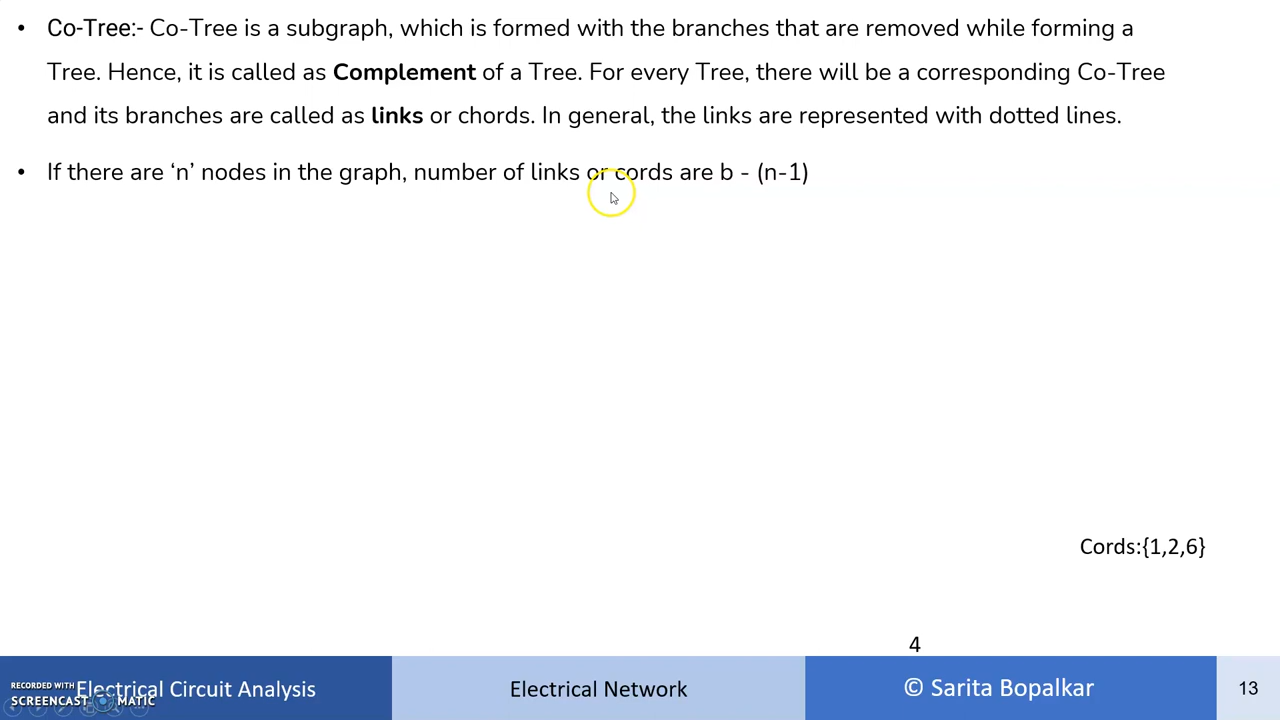 • Co-Tree:- Co-Tree is a subgraph, which is formed with the branches that are removed while forming a
Tree. Hence, it is called as Complement of a Tree. For every Tree, there will be a corresponding Co-Tree
and its branches are called as links or chords. In general, the links are represented with dotted lines.
• If there are ‘n’ nodes in the graph, number of links or cords are b - (n-1)
Cords:{1,2,6}
4
RECORDED WITH
SCREENCAST MATIC
Electrical Circuit Analysis
Electrical Network
© Sarita Bopalkar
13